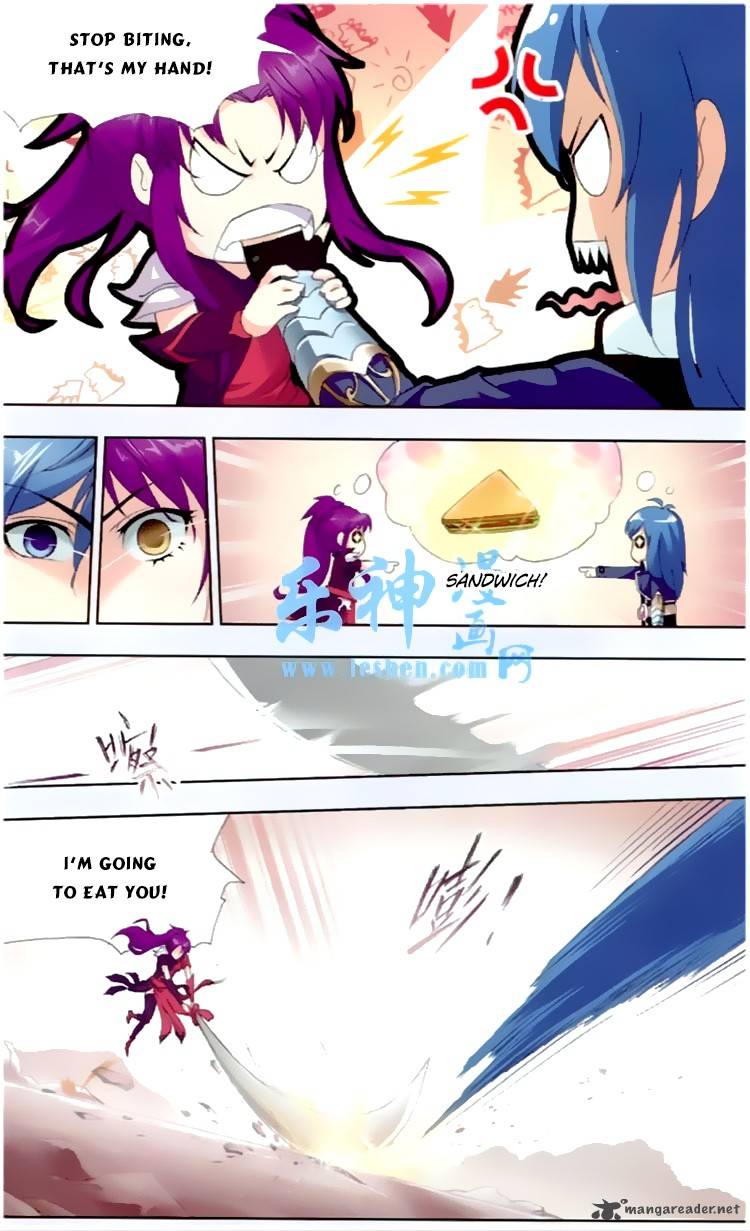 STOP BITING,
THAT'S MY HAND!
SANDWICH!
乐神漫画网
www.leshen.com
I'M GOING
TO EAT YOU!
嘭!
mangareader.net